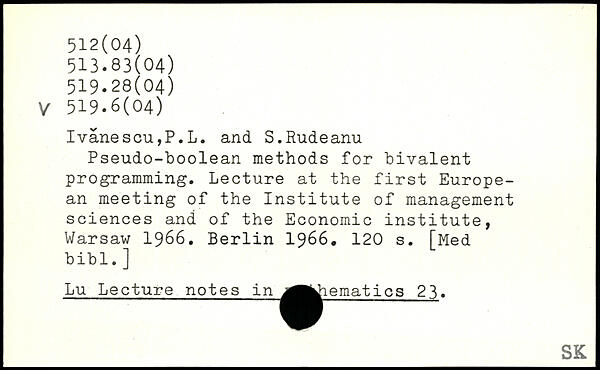 512(04)
513.83(04)
519.28(04)
v 519.6(04)
Ivănescu,P.L. and S.Rudeanu
Pseudo-boolean methods for bivalent
programming. Lecture at the first Europe-
an meeting of the Institute of management
sciences and of the Economic institute,
Warsaw 1966. Berlin 1966. 120 s. [Med
bibl.]
Lu Lecture notes in thematics 23.
SK